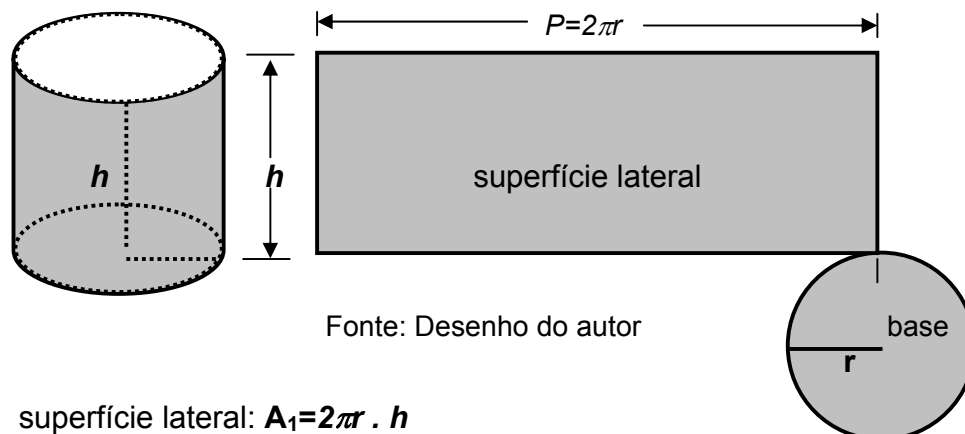 P=2πr
h
h
superfície lateral
Fonte: Desenho do autor
base
r
superfície lateral: A₁=2πr . h